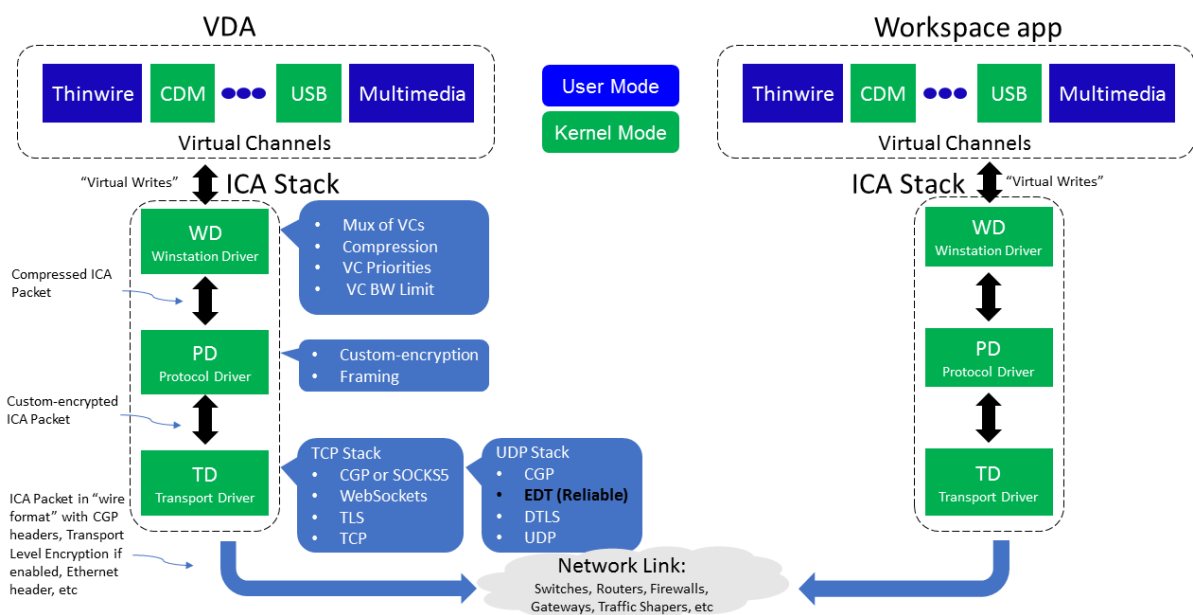 VDA
Thinwire
CDM
USB
Multimedia
Virtual Channels
User Mode
Kernel Mode
Workspace app
Thinwire
CDM
USB
Multimedia
Virtual Channels
“Virtual Writes”
ICA Stack
ICA Stack
“Virtual Writes”
WD
Winstation Driver
• Mux of VCs
• Compression
• VC Priorities
• VC BW Limit
Compressed ICA
Packet
PD
Protocol Driver
• Custom-encryption
• Framing
Custom-encrypted
ICA Packet
TD
Transport Driver
TCP Stack
• CGP or SOCKS5
• WebSockets
• TLS
• TCP
UDP Stack
• CGP
• EDT (Reliable)
• DTLS
• UDP
ICA Packet in “wire
format” with CGP
headers, Transport
Level Encryption if
enabled, Ethernet
header, etc
WD
Winstation Driver
PD
Protocol Driver
TD
Transport Driver
Network Link:
Switches, Routers, Firewalls,
Gateways, Traffic Shapers, etc